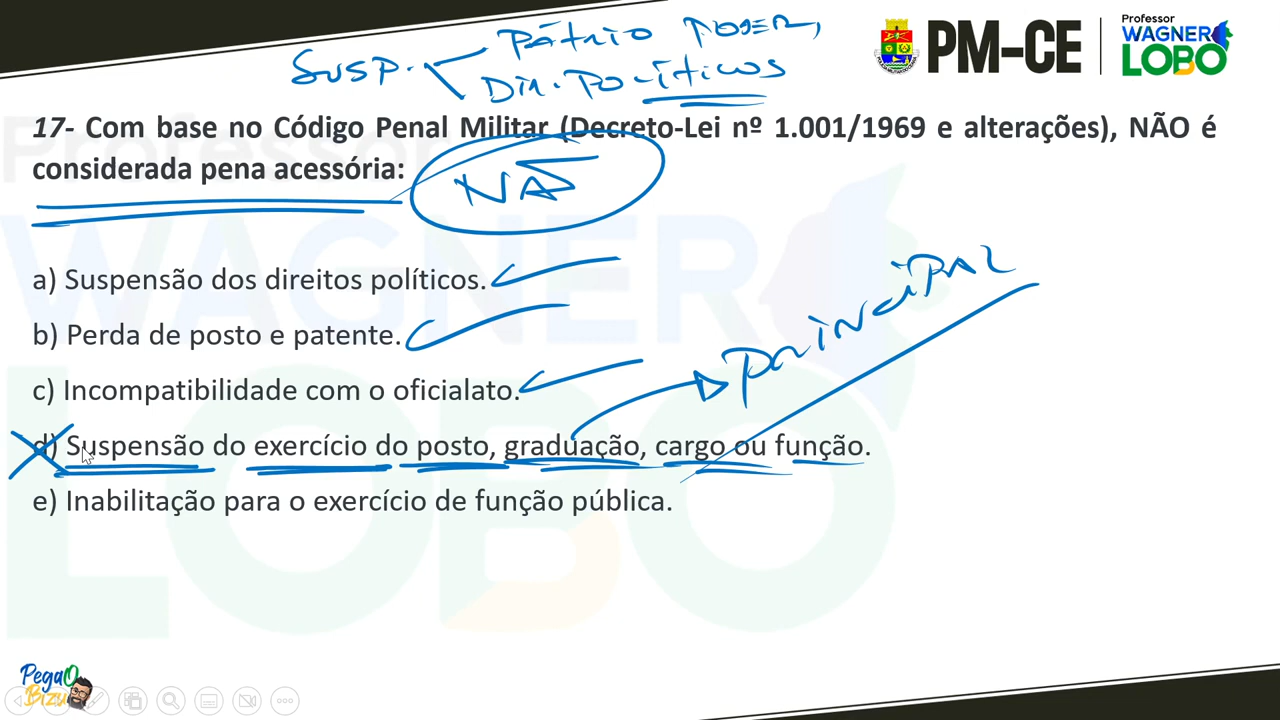 Professor
WAGNER
LOBO
PM-CE
SUSP. PÁTRIO PODER,
DIR. POLÍTICOS
17- Com base no Código Penal Militar (Decreto-Lei nº 1.001/1969 e alterações), NÃO é
considerada pena acessória:
NÃO
a) Suspensão dos direitos políticos.
b) Perda de posto e patente.
c) Incompatibilidade com o oficialato.
PRINCIPAL
d) Suspensão do exercício do posto, graduação, cargo ou função.
e) Inabilitação para o exercício de função pública.
PegaO
Bizu